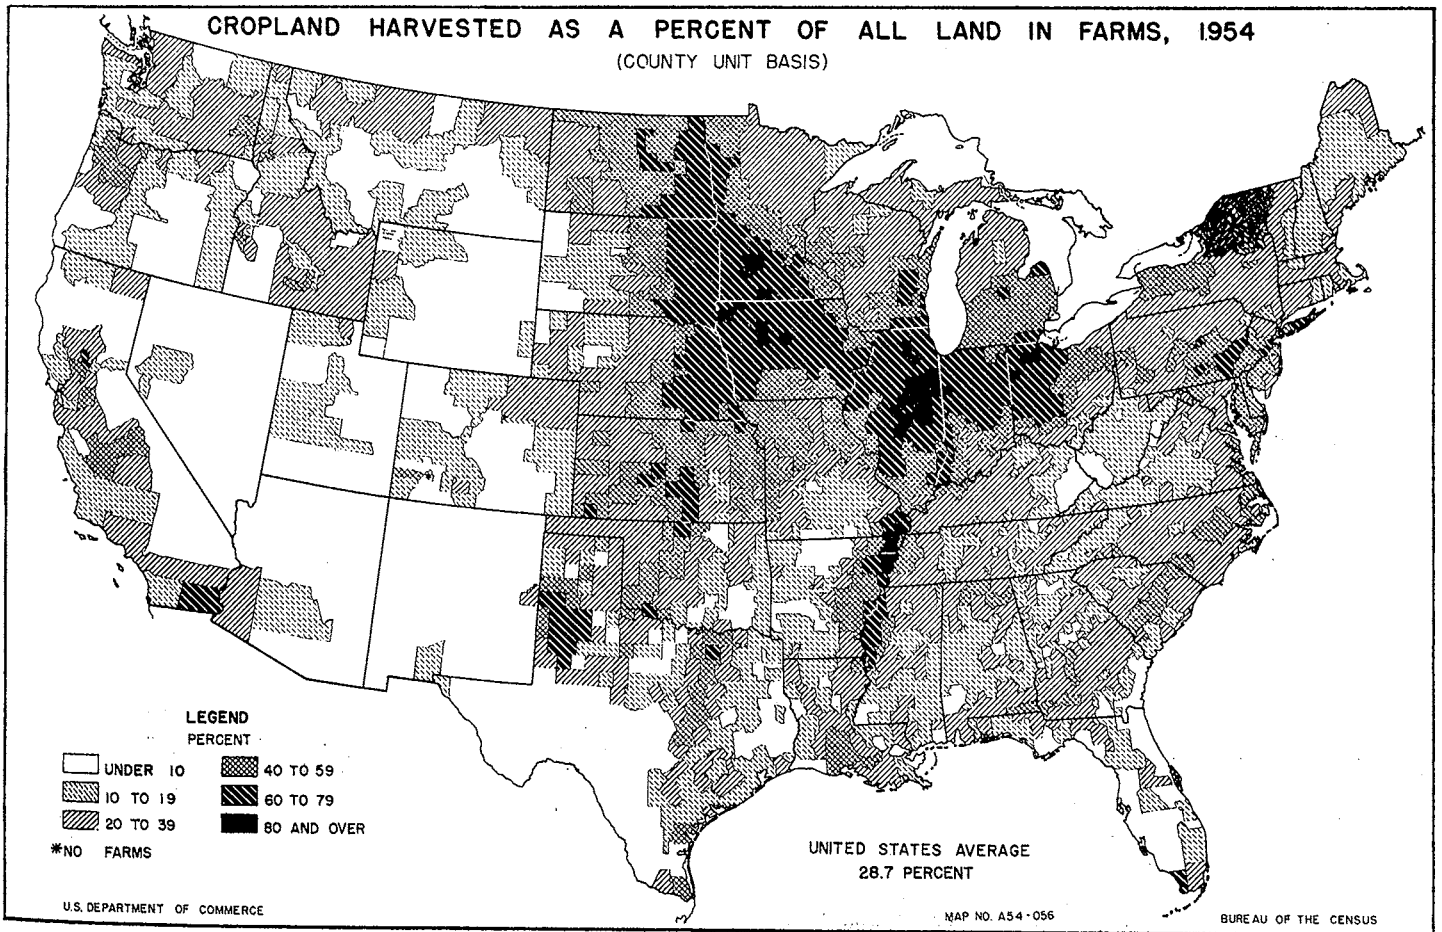 CROPLAND HARVESTED AS A PERCENT OF ALL LAND IN FARMS, 1954
(COUNTY UNIT BASIS)
LEGEND
PERCENT
UNDER 10
10 TO 19
20 TO 39
40 TO 59
60 TO 79
80 AND OVER
*NO FARMS
UNITED STATES AVERAGE
28.7 PERCENT
U.S. DEPARTMENT OF COMMERCE
MAP NO. A54-056
BUREAU OF THE CENSUS